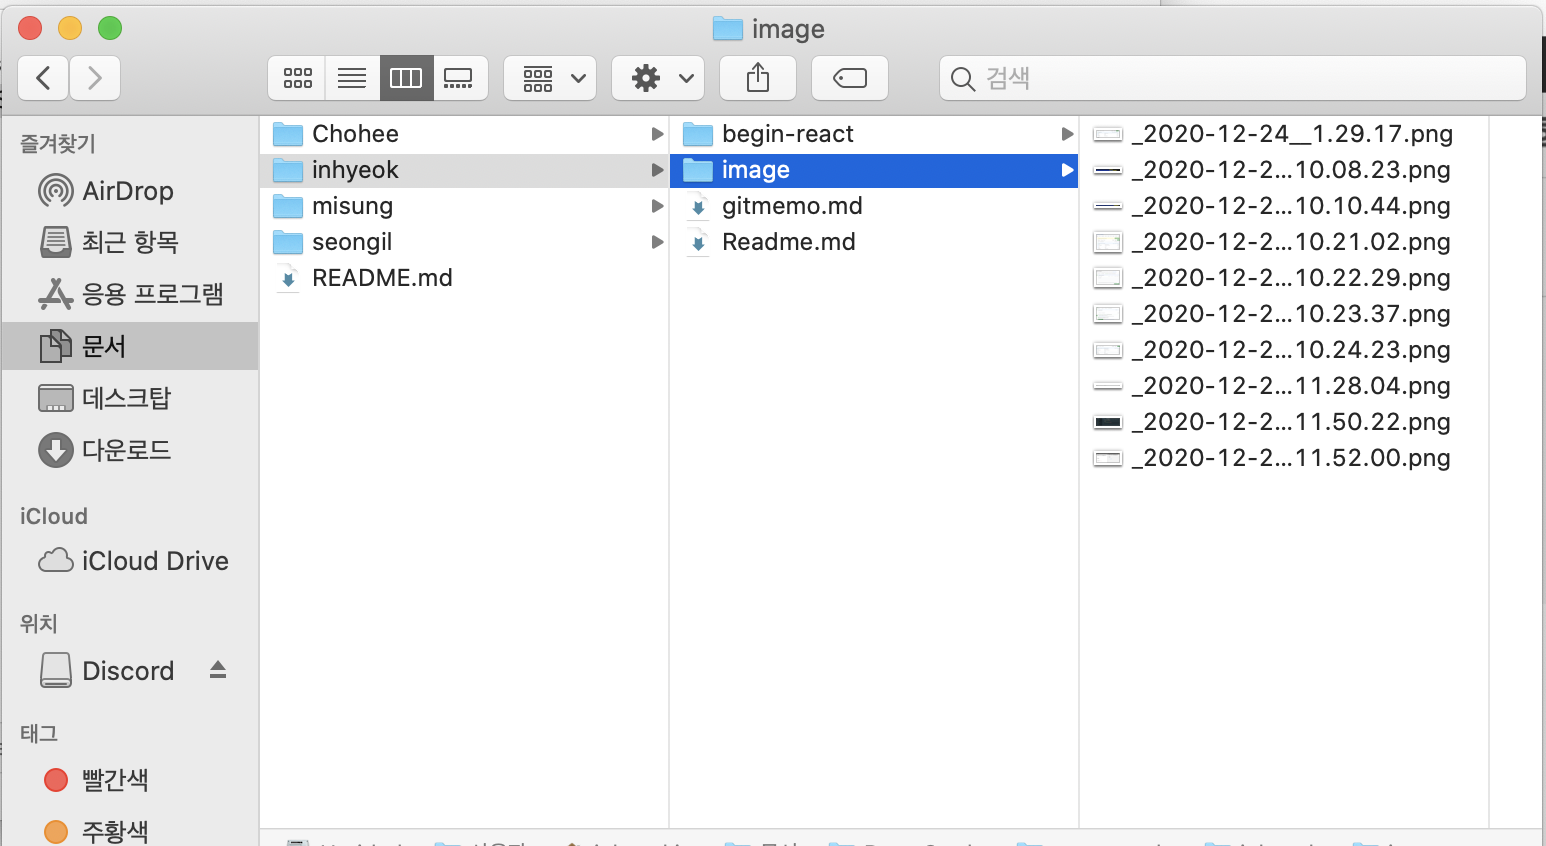 image
검색
즐겨찾기
AirDrop
최근 항목
응용 프로그램
문서
데스크탑
다운로드
iCloud
iCloud Drive
위치
Discord
태그
빨간색
주황색
Chohee
inhyeok
misung
seongil
README.md
begin-react
image
gitmemo.md
Readme.md
_2020-12-24__1.29.17.png
_2020-12-2...10.08.23.png
_2020-12-2...10.10.44.png
_2020-12-2...10.21.02.png
_2020-12-2...10.22.29.png
_2020-12-2...10.23.37.png
_2020-12-2...10.24.23.png
_2020-12-2...11.28.04.png
_2020-12-2...11.50.22.png
_2020-12-2...11.52.00.png